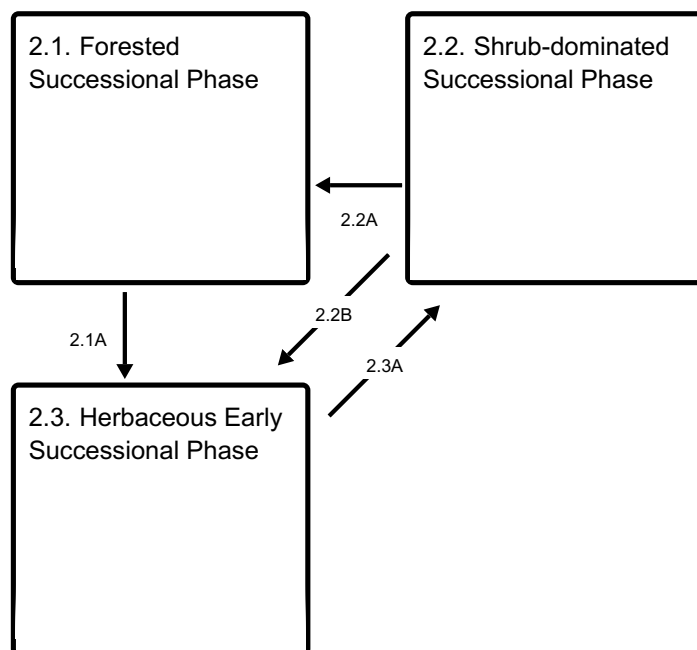 2.1. Forested
Successional Phase
2.2. Shrub-dominated
Successional Phase
2.2A
2.2B
2.1A
2.3A
2.3. Herbaceous Early
Successional Phase